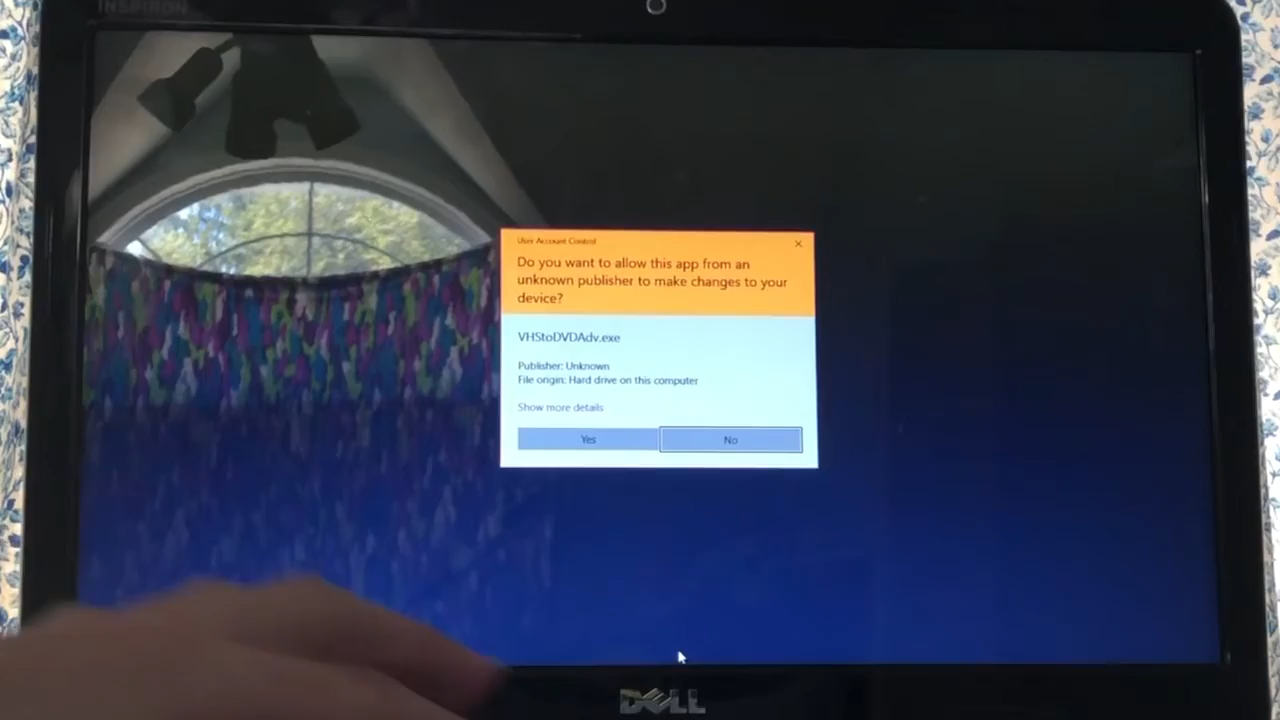 INSPIRON
User Account Control
Do you want to allow this app from an
unknown publisher to make changes to your
device?
VHStoDVDAdv.exe
Publisher: Unknown
File origin: Hard drive on this computer
Show more details
Yes
No
DELL